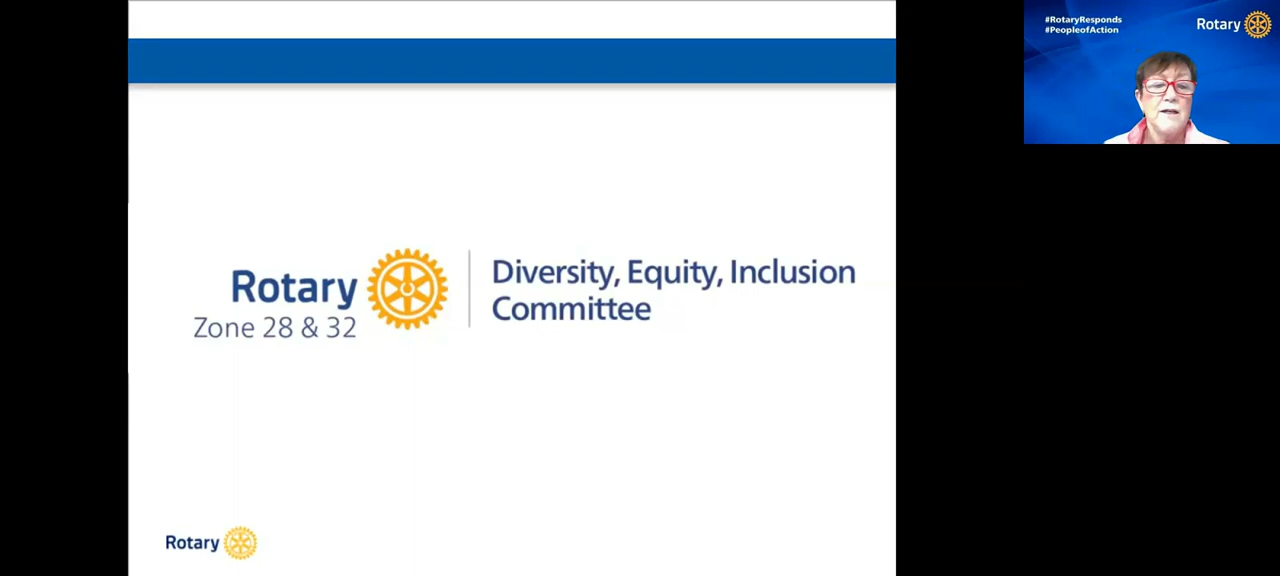 #RotaryResponds
#PeopleofAction
Rotary
Rotary
Zone 28 & 32
Diversity, Equity, Inclusion
Committee
Rotary